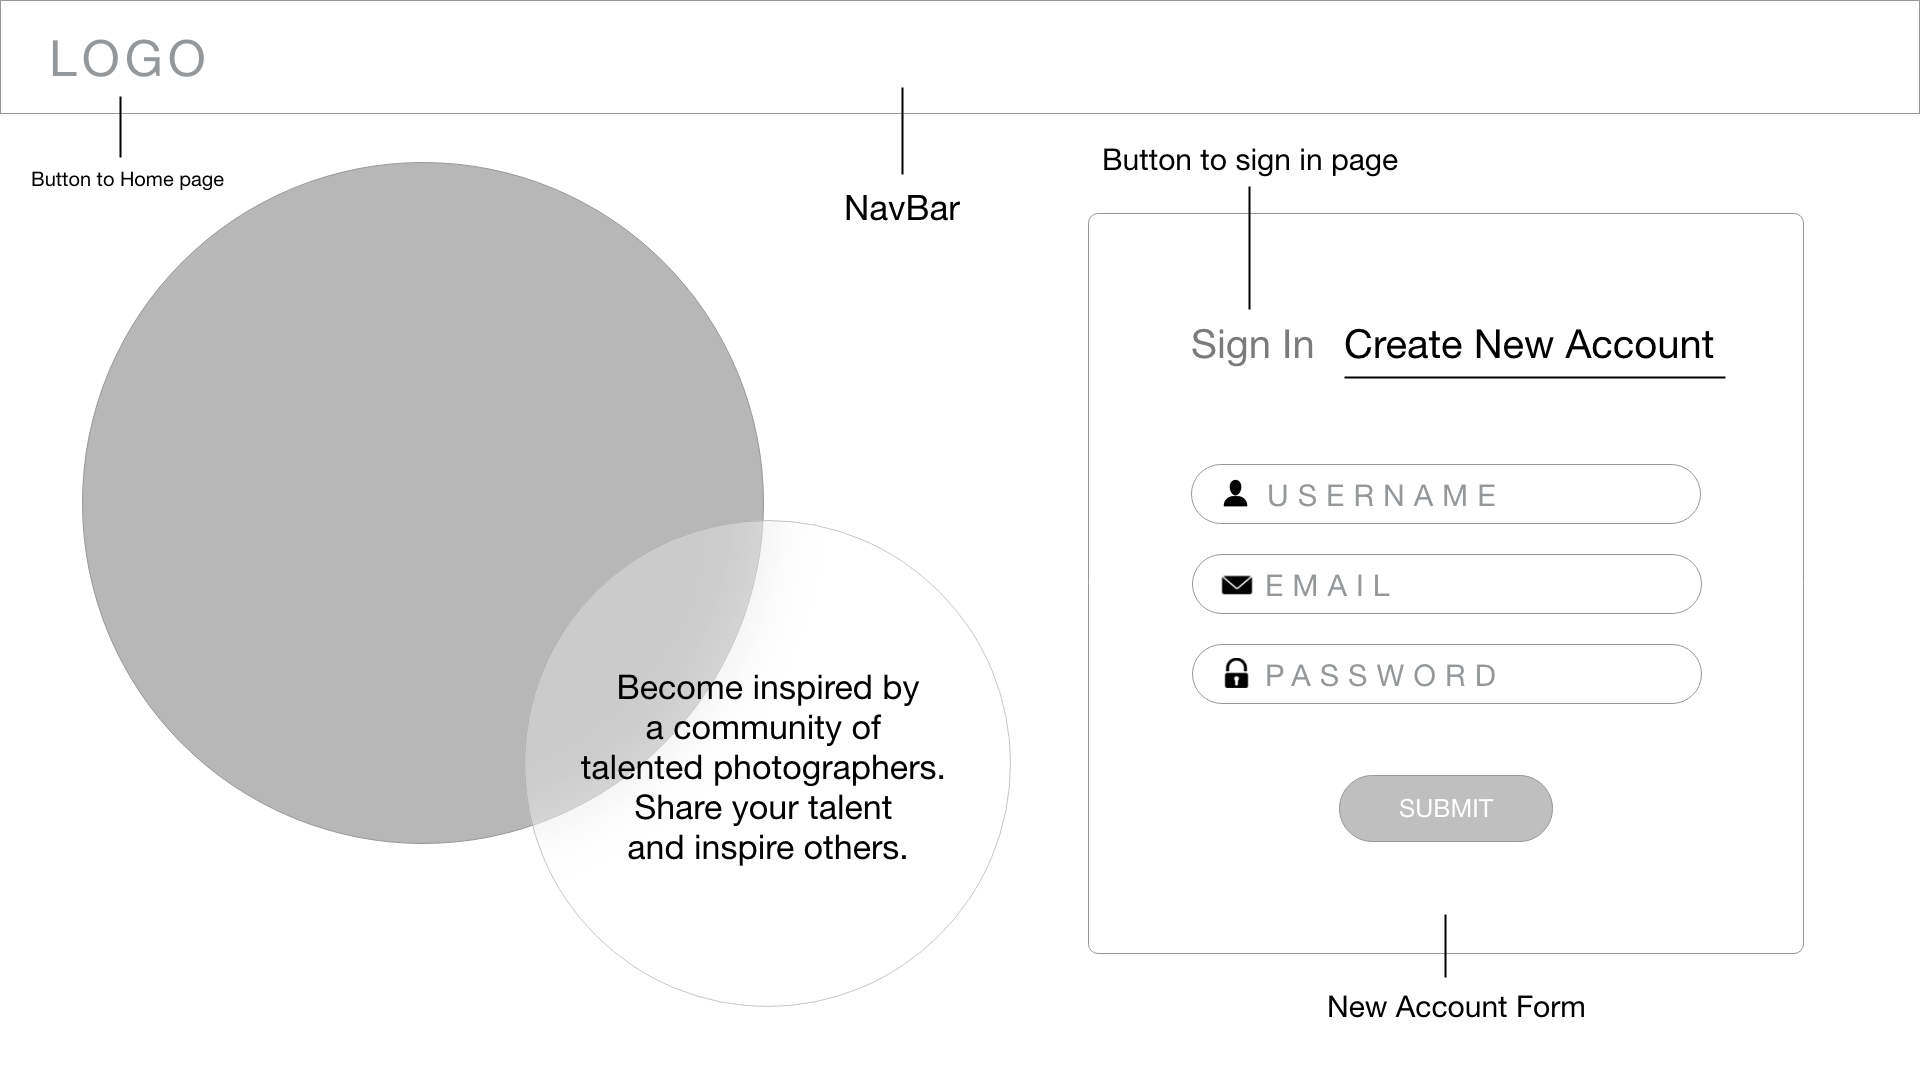 LOGO
Button to Home page
NavBar
Button to sign in page
Sign In
Create New Account
USERNAME
EMAIL
PASSWORD
SUBMIT
New Account Form
Become inspired by
a community of
talented photographers.
Share your talent
and inspire others.